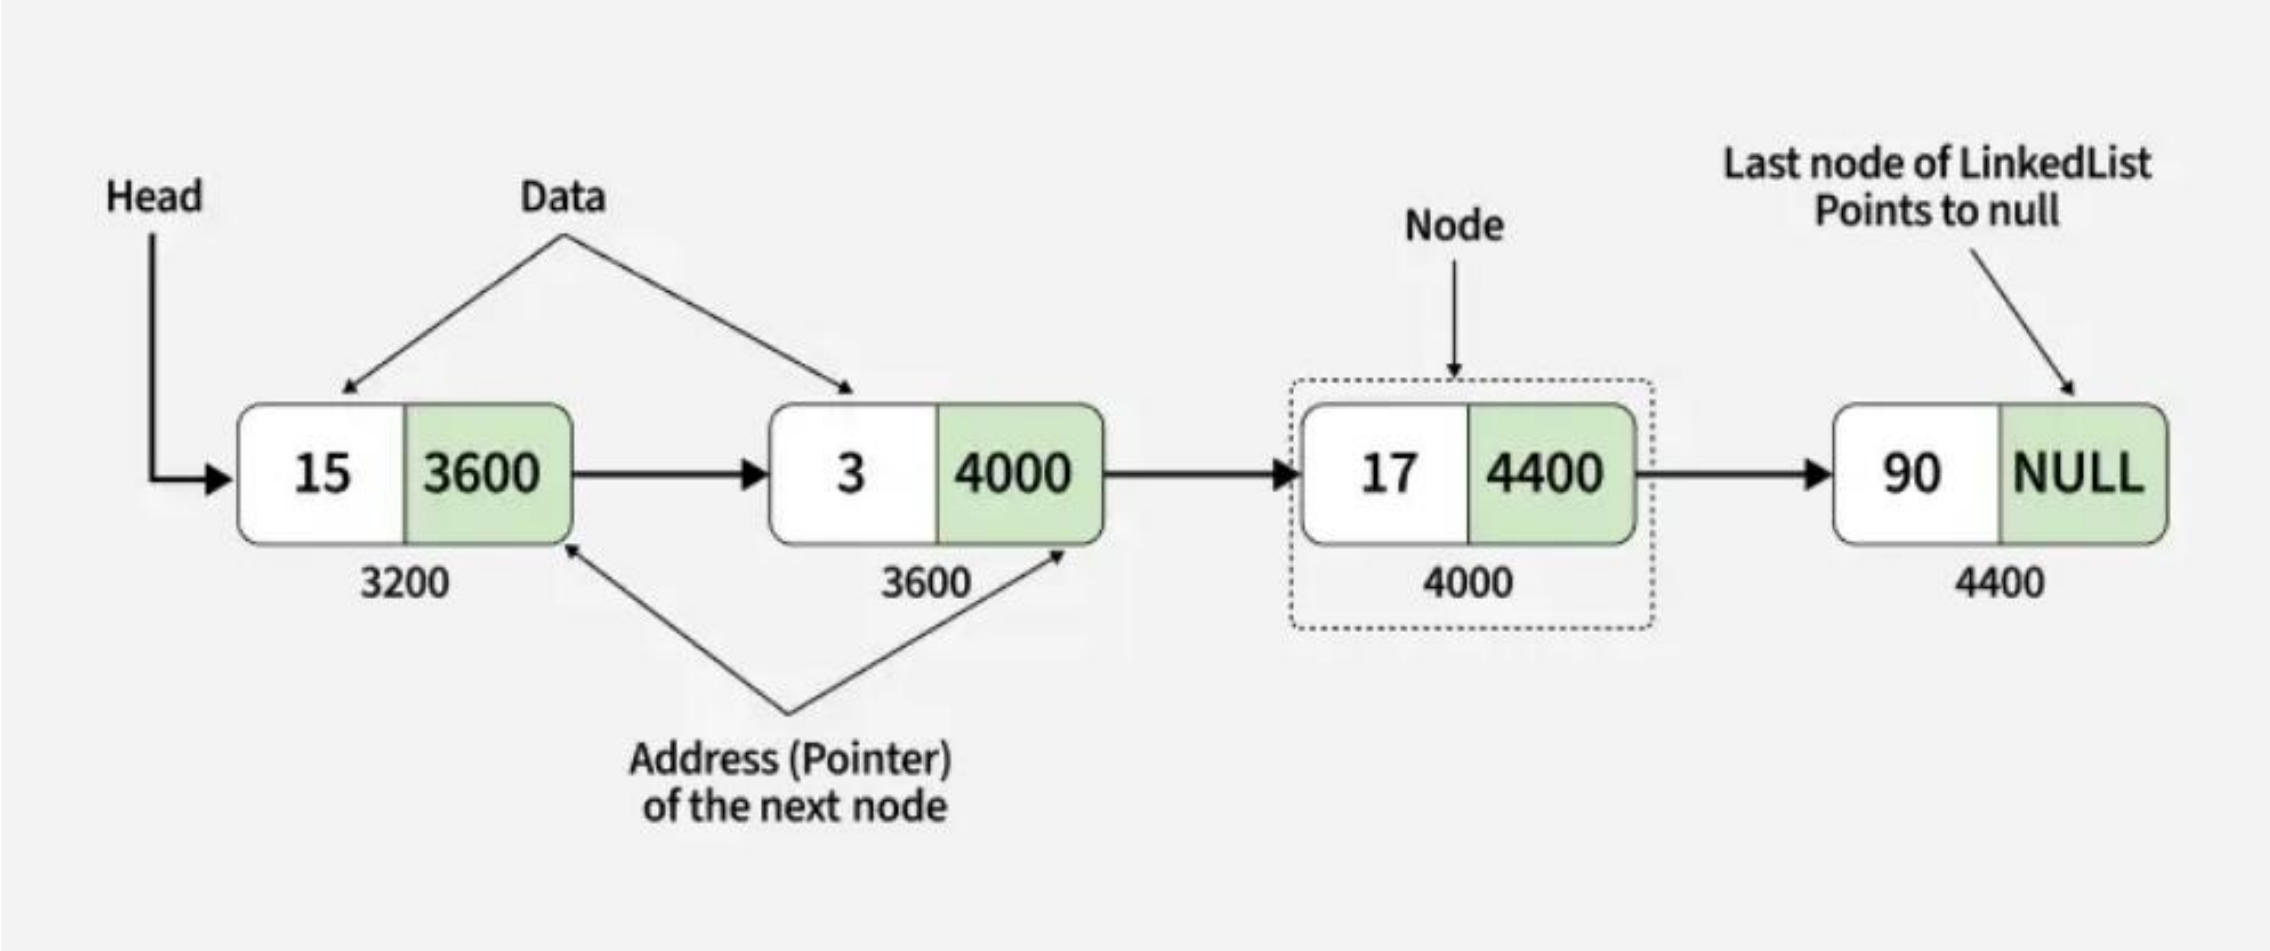 Head
Data
Node
Last node of LinkedList
Points to null
15 3600
3 4000
17 4400
90 NULL
3200
3600
4000
4400
Address (Pointer)
of the next node